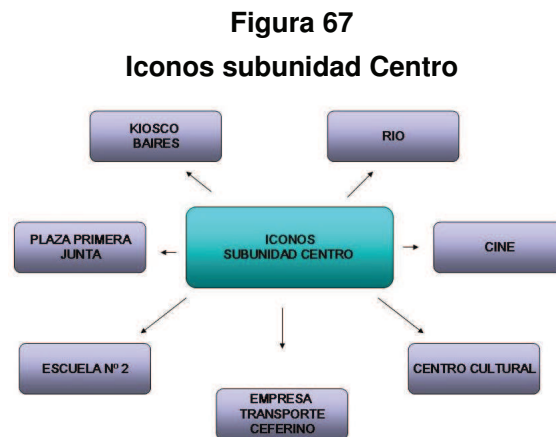 Figura 67
Iconos subunidad Centro
KIOSCO
BAIRES
RIO
PLAZA PRIMERA
JUNTA
ICONOS
SUBUNIDAD CENTRO
CINE
ESCUELA Nº 2
EMPRESA
TRANSPORTE
CEFERINO
CENTRO CULTURAL